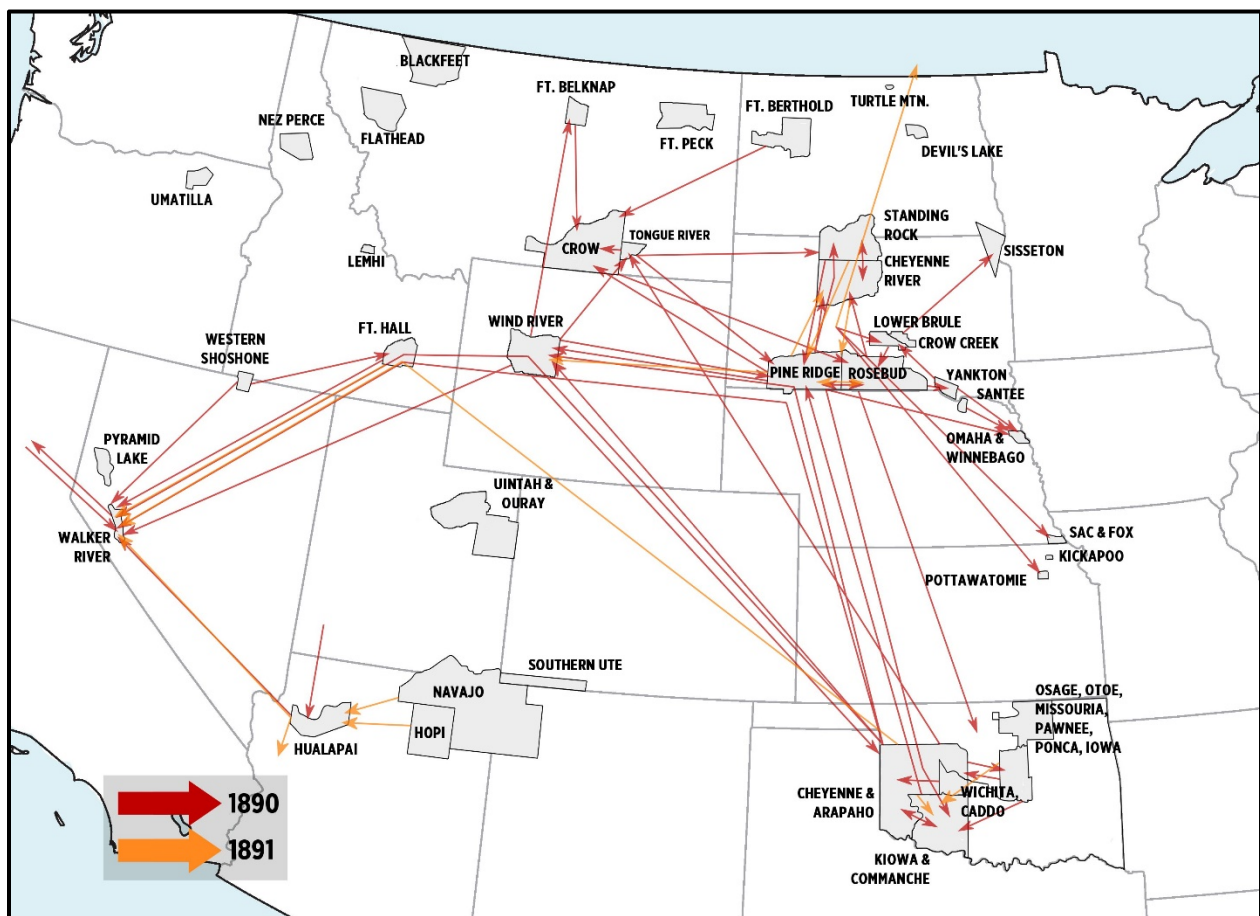 BLACKFEET
FT. BELKNAP
FT. BERTHOLD
TURTLE MTN.
NEZ PERCE
FLATHEAD
FT. PECK
DEVIL'S LAKE
UMATILLA
STANDING
ROCK
CROW
TONGUE RIVER
SISSETON
LEMHI
CHEYENNE
RIVER
FT. HALL
WIND RIVER
LOWER BRULE
CROW CREEK
WESTERN
SHOSHONE
PINE RIDGE
ROSEBUD
YANKTON
SANTEE
PYRAMID
LAKE
OMAHA &
WINNEBAGO
UINTAH &
OURAY
WALKER
RIVER
SAC & FOX
KICKAPOO
POTTAWATOMIE
SOUTHERN UTE
NAVAJO
HOPI
HUALAPAI
OSAGE, OTOE,
MISSOURIA,
PAWNEE,
PONCA, IOWA
CHEYENNE &
ARAPAHO
WICHITA,
CADDO
KIOWA &
COMMANCHE
1890
1891